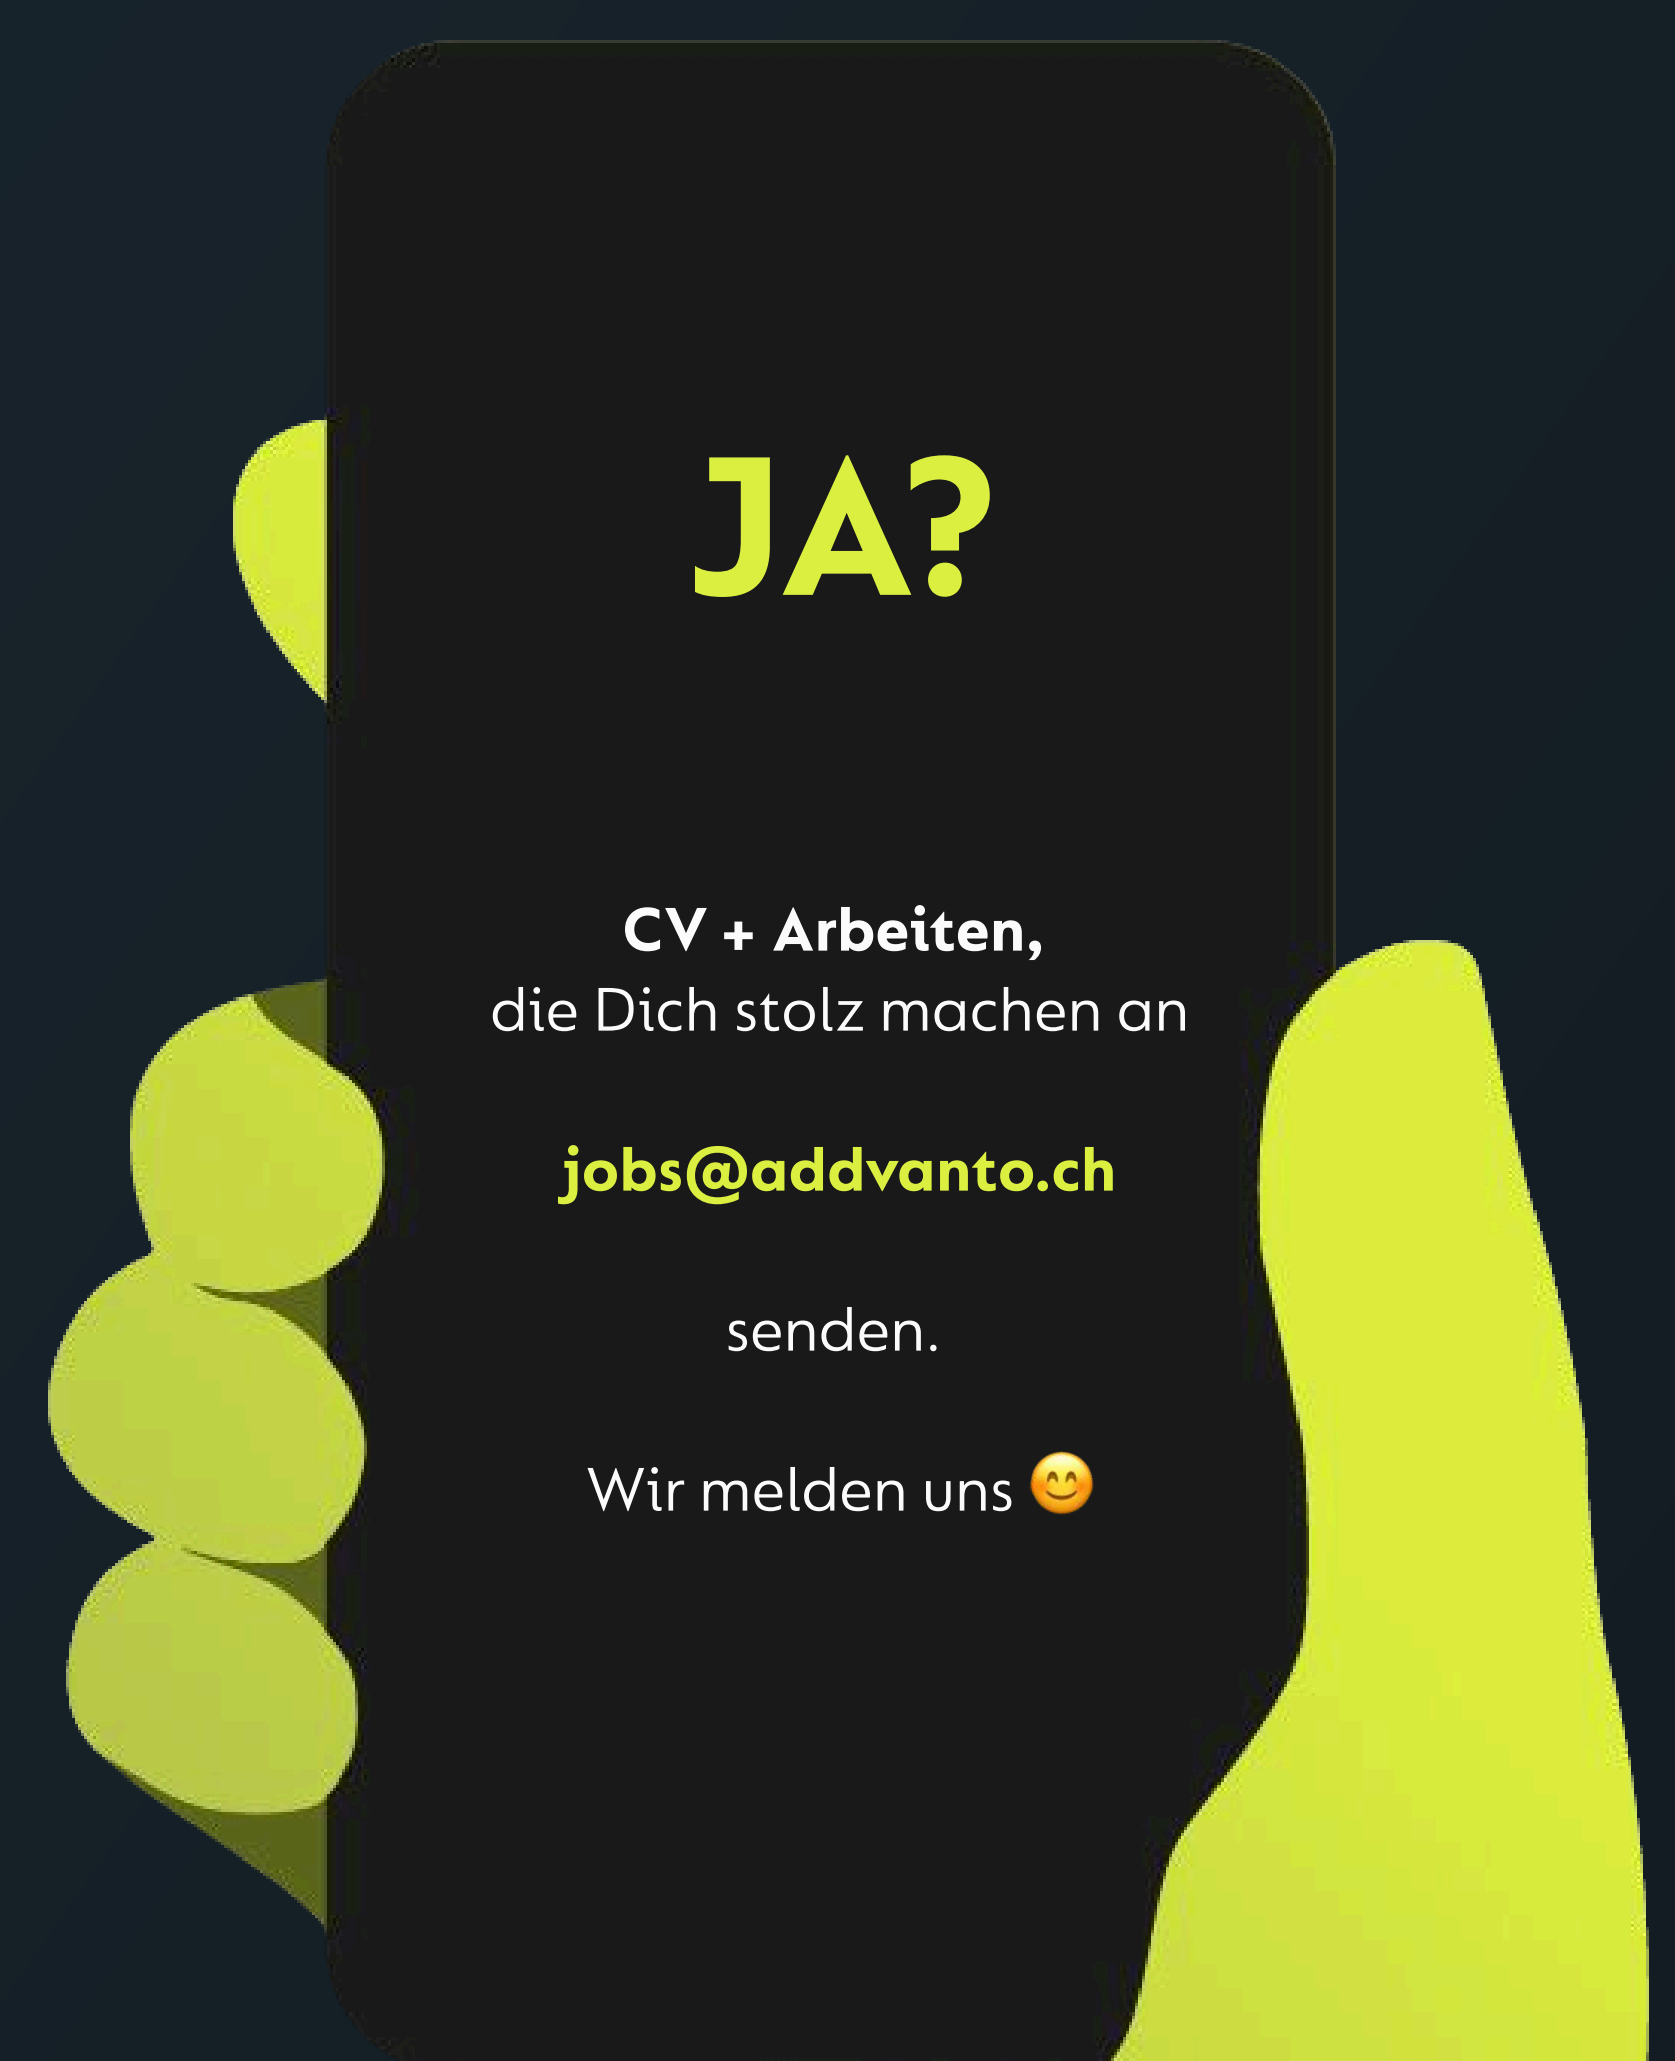 JA?
CV + Arbeiten,
die Dich stolz machen an
jobs@addvanto.ch
senden.
Wir melden uns 😊